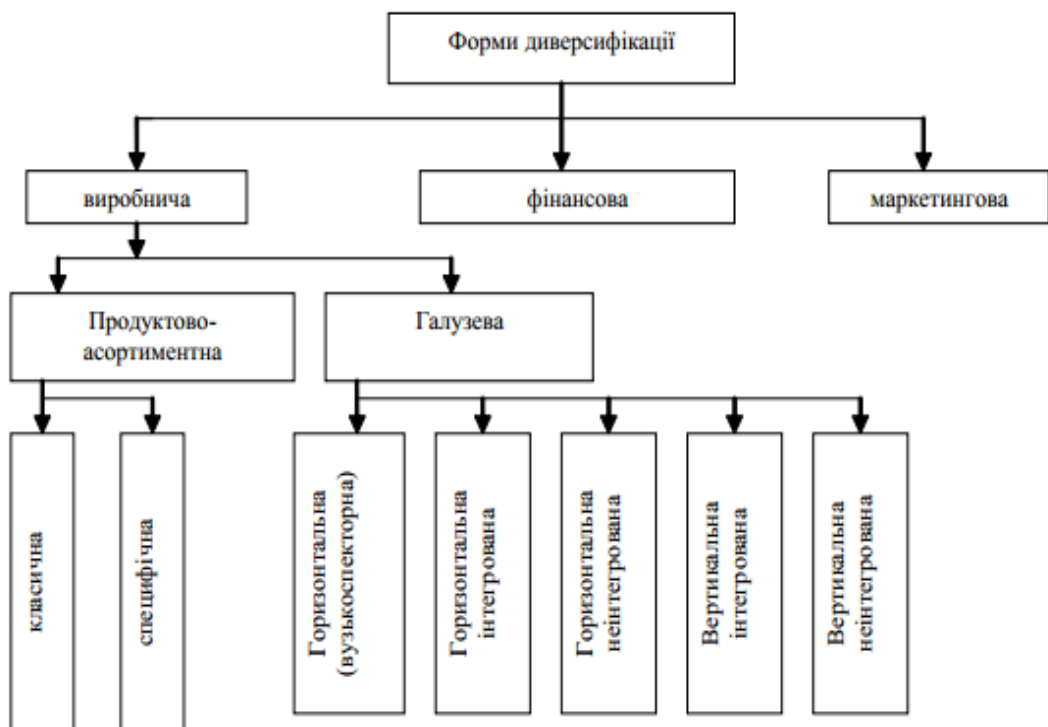 Форми диверсифікації
виробнича
фінансова
маркетингова
Продуктово-
асортиментна
Галузева
класична
специфічна
Горизонтальна
(вузькоспекторна)
Горизонтальна
інтегрована
Горизонтальна
неінтегрована
Вертикальна
інтегрована
Вертикальна
неінтегрована